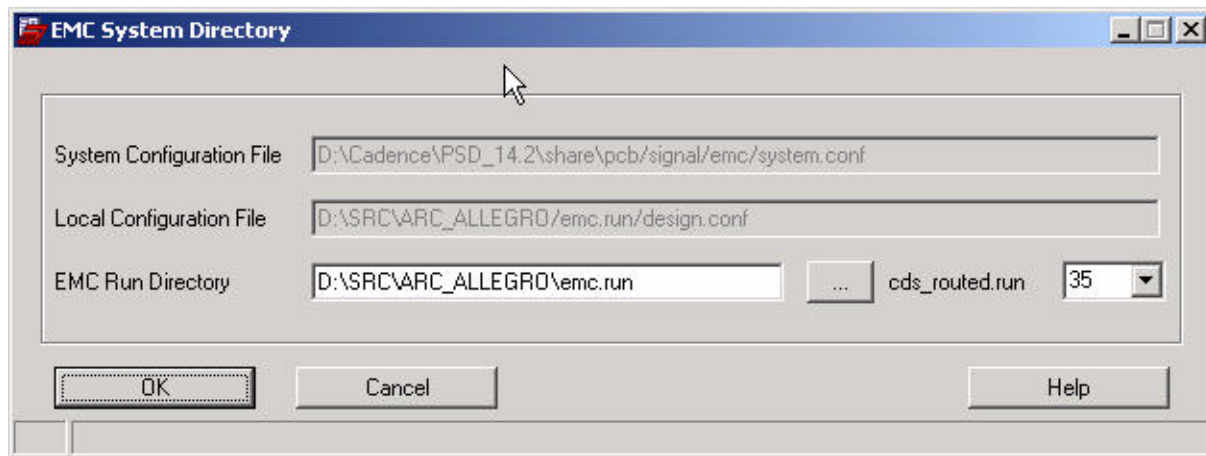 EMC System Directory
System Configuration File D:\Cadence\PSD_14.2\share\pcb/signal/emc/system.conf
Local Configuration File D:\SRC\ARC_ALLEGRO/emc.run/design.conf
EMC Run Directory D:\SRC\ARC_ALLEGRO\emc.run ... cds_routed.run 35
OK Cancel Help